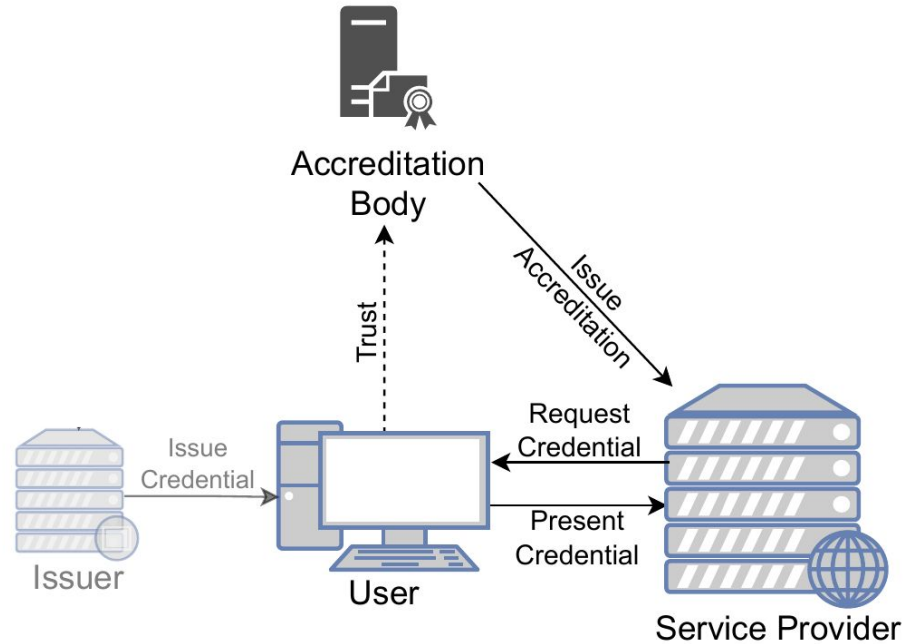 Accreditation
Body
Issue
Accreditation
Trust
Request
Credential
Issue
Credential
Present
Credential
Issuer
User
Service Provider